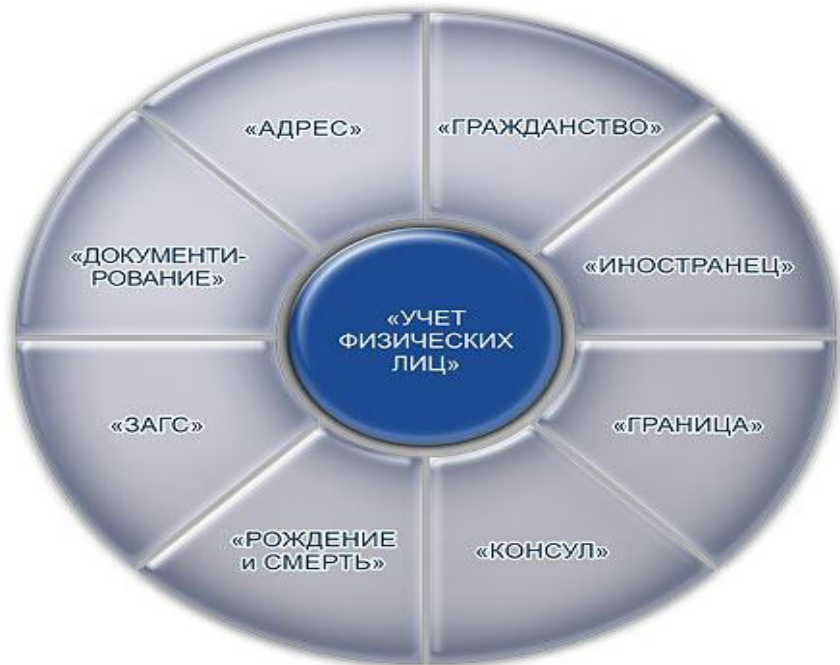 «АДРЕС»
«ГРАЖДАНСТВО»
«ДОКУМЕНТИ-
РОВАНИЕ»
«ИНОСТРАНЕЦ»
«УЧЕТ
ФИЗИЧЕСКИХ
ЛИЦ»
«ЗАГС»
«ГРАНИЦА»
«РОЖДЕНИЕ
и СМЕРТЬ»
«КОНСУЛ»